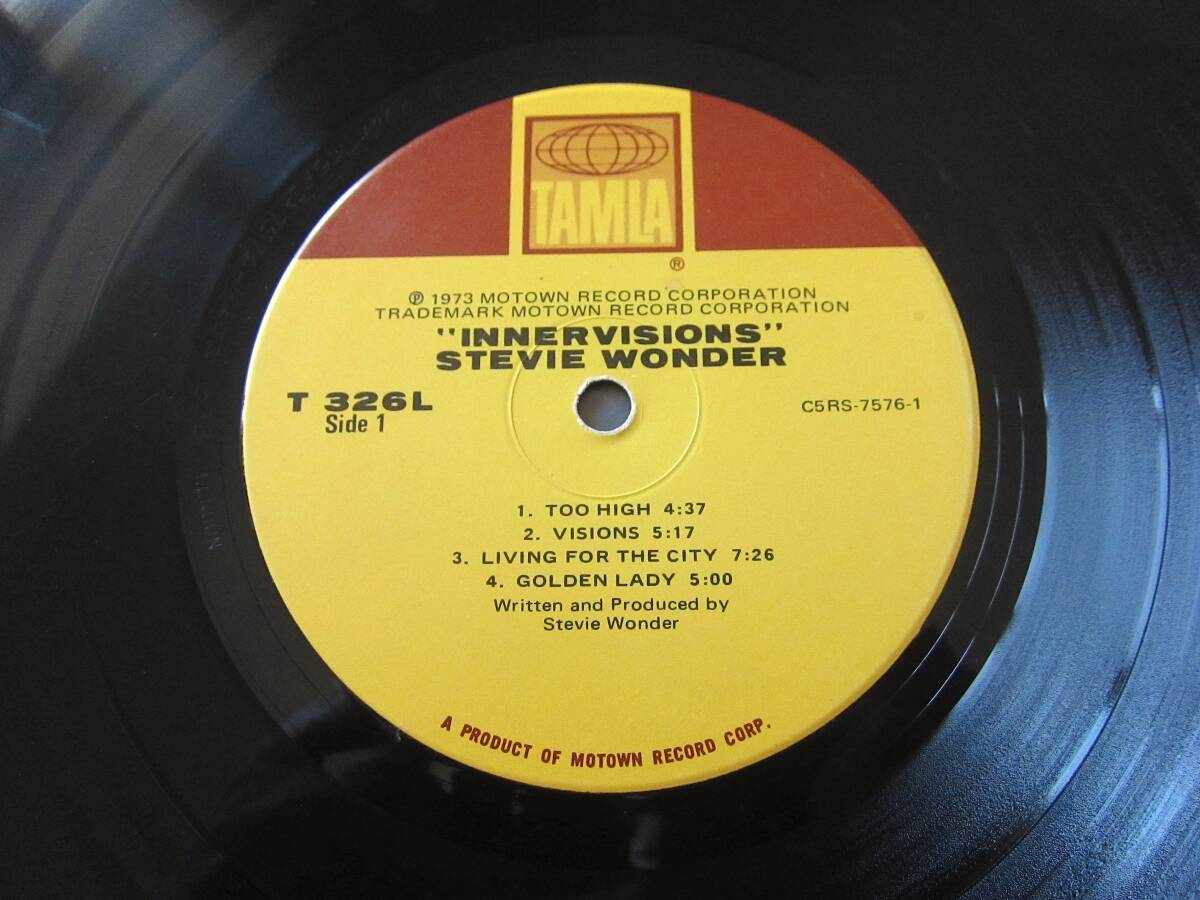 TAMLA
®
℗ 1973 MOTOWN RECORD CORPORATION
TRADEMARK MOTOWN RECORD CORPORATION
"INNERVISIONS"
STEVIE WONDER
T 326L
Side 1
C5RS-7576-1
1. TOO HIGH 4:37
2. VISIONS 5:17
3. LIVING FOR THE CITY 7:26
4. GOLDEN LADY 5:00
Written and Produced by
Stevie Wonder
A PRODUCT OF MOTOWN RECORD CORP.